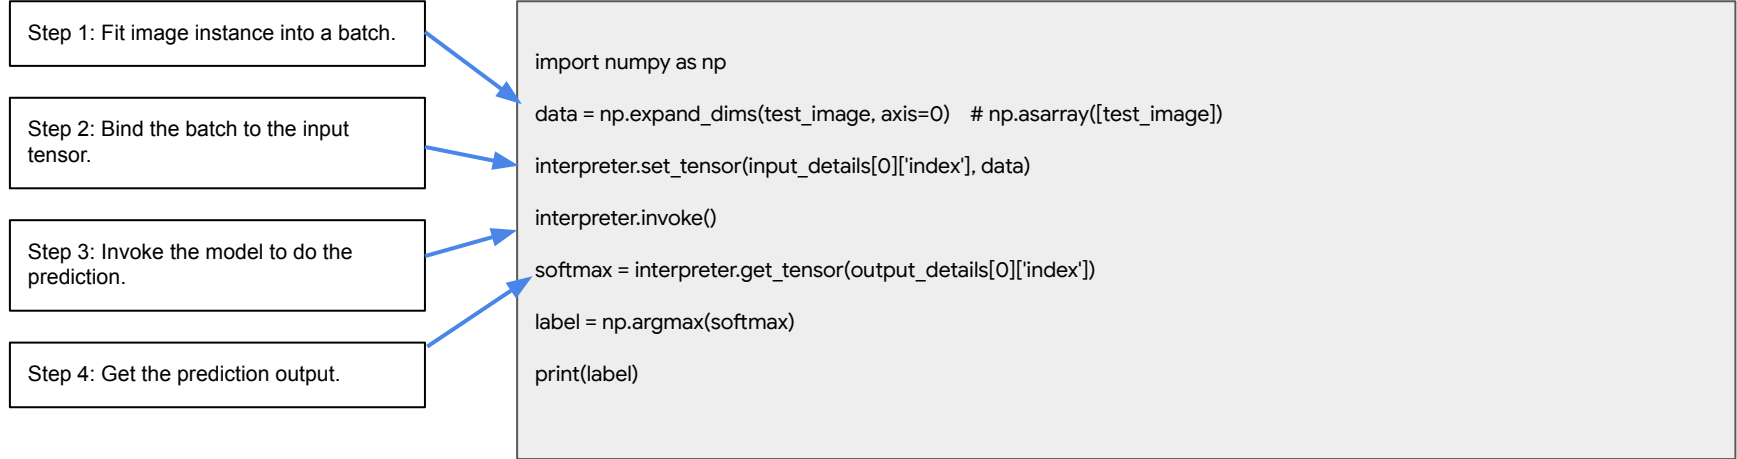 Step 1: Fit image instance into a batch.
Step 2: Bind the batch to the input
tensor.
Step 3: Invoke the model to do the
prediction.
Step 4: Get the prediction output.
import numpy as np
data = np.expand_dims(test_image, axis=0)    # np.asarray([test_image])
interpreter.set_tensor(input_details[0]['index'], data)
interpreter.invoke()
softmax = interpreter.get_tensor(output_details[0]['index'])
label = np.argmax(softmax)
print(label)